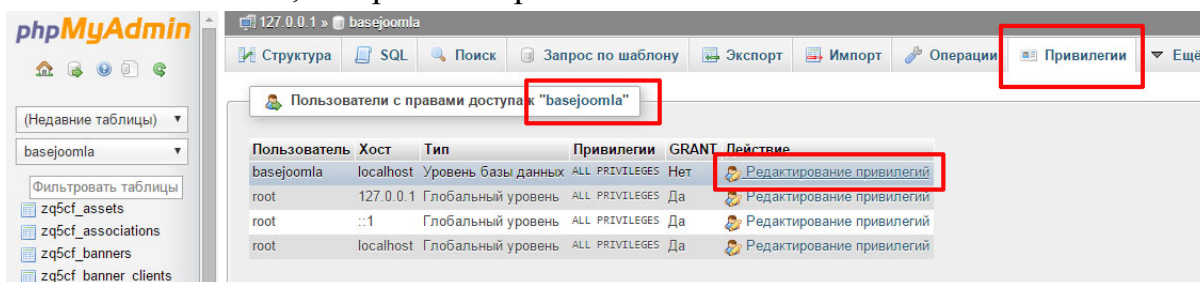 phpMyAdmin
(Недавние таблицы)
basejoomla
Фильтровать таблицы
zq5cf_assets
zq5cf_associations
zq5cf_banners
zq5cf_banner_clients
127.0.0.1 » basejoomla
Структура SQL Поиск Запрос по шаблону Экспорт Импорт Операции Привилегии Ещё
Пользователи с правами доступа к "basejoomla"
Пользователь Хост Тип Привилегии GRANT Действие
basejoomla localhost Уровень базы данных ALL PRIVILEGES Нет Редактирование привилегий
root 127.0.0.1 Глобальный уровень ALL PRIVILEGES Да Редактирование привилегий
root ::1 Глобальный уровень ALL PRIVILEGES Да Редактирование привилегий
root localhost Глобальный уровень ALL PRIVILEGES Да Редактирование привилегий